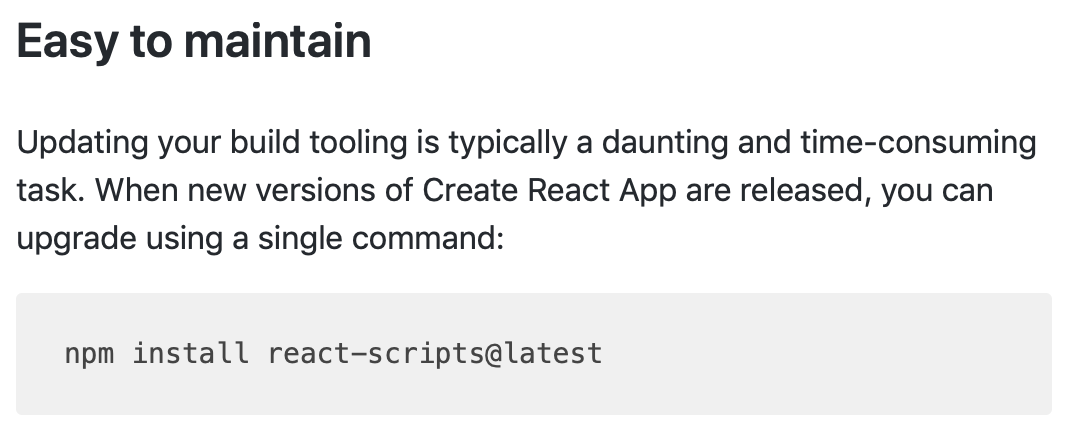 Easy to maintain
Updating your build tooling is typically a daunting and time-consuming
task. When new versions of Create React App are released, you can
upgrade using a single command:
npm install react-scripts@latest